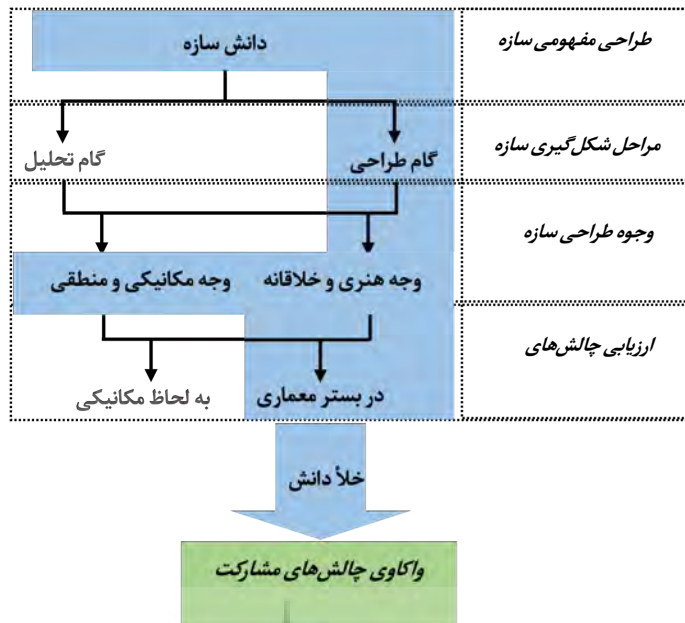 طراحی مفهومی سازه
دانش سازه
مراحل شکل‌گیری سازه
گام طراحی
گام تحلیل
وجوه طراحی سازه
وجه هنری و خلاقانه
وجه مکانیکی و منطقی
ارزیابی چالش‌های
در بستر معماری
به لحاظ مکانیکی
خلأ دانش
واکاوی چالش‌های مشارکت